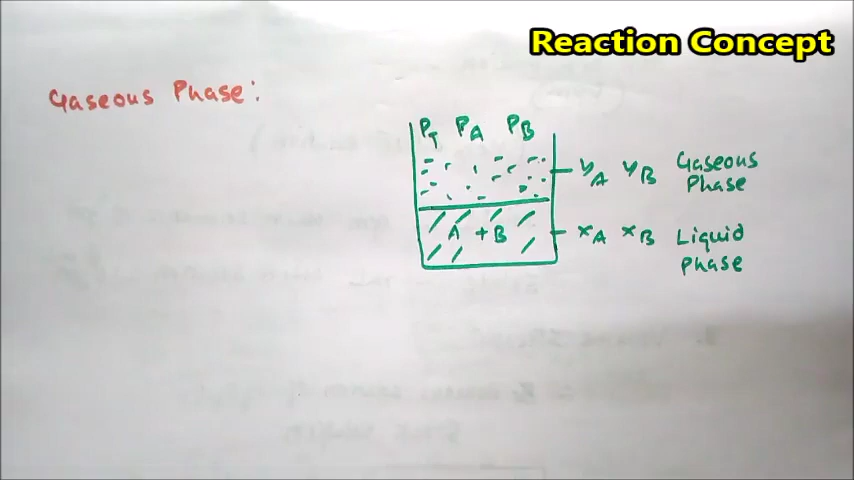 Reaction Concept
Gaseous Phase:
PT PA PB
yA yB Gaseous
Phase
A + B
xA xB Liquid
phase